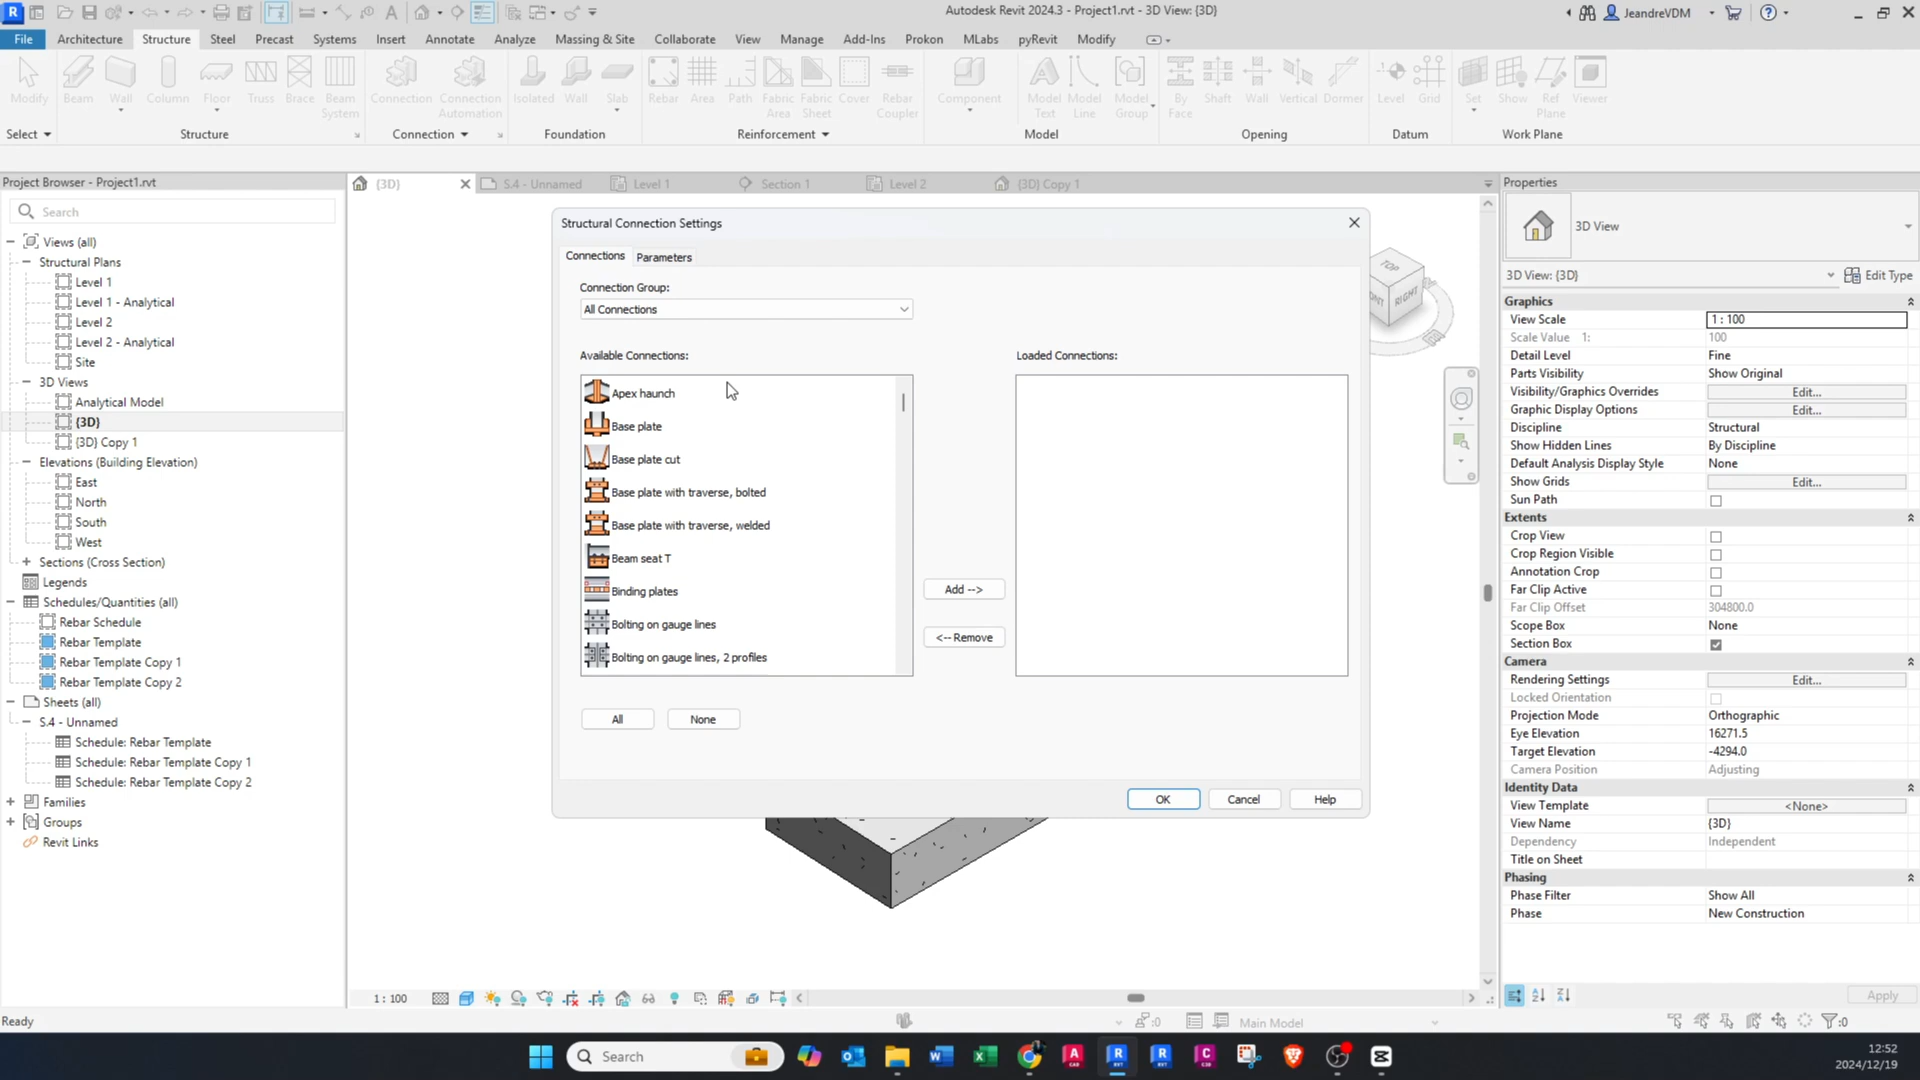 Autodesk Revit 2024.3 - Project1.rvt - 3D View: {3D}
JeandreVDM
File Architecture Structure Steel Precast Systems Insert Annotate Analyze Massing & Site Collaborate View Manage Add-Ins Prokon MLabs pyRevit Modify
Modify Beam Wall Column Floor Truss Brace Beam System Connection Connection Automation Isolated Wall Slab Rebar Area Path Fabric Area Fabric Sheet Cover Rebar Coupler Component Model Text Model Line Model Group By Face Shaft Wall Vertical Dormer Level Grid Set Show Ref Plane Viewer
Select Structure Connection Foundation Reinforcement Model Opening Datum Work Plane
Project Browser - Project1.rvt
Search
Views (all)
Structural Plans
Level 1
Level 1 - Analytical
Level 2
Level 2 - Analytical
Site
3D Views
Analytical Model
{3D}
{3D} Copy 1
Elevations (Building Elevation)
East
North
South
West
Sections (Cross Section)
Legends
Schedules/Quantities (all)
Rebar Schedule
Rebar Template
Rebar Template Copy 1
Rebar Template Copy 2
Sheets (all)
S.4 - Unnamed
Schedule: Rebar Template
Schedule: Rebar Template Copy 1
Schedule: Rebar Template Copy 2
Families
Groups
Revit Links
{3D} S.4 - Unnamed Level 1 Section 1 Level 2 {3D} Copy 1
Structural Connection Settings
Connections Parameters
Connection Group:
All Connections
Available Connections:
Loaded Connections:
Apex haunch
Base plate
Base plate cut
Base plate with traverse, bolted
Base plate with traverse, welded
Beam seat T
Binding plates
Bolting on gauge lines
Bolting on gauge lines, 2 profiles
Add -->
<-- Remove
All None
OK Cancel Help
TOP
RIGHT
Properties
3D View
3D View: {3D} Edit Type
Graphics
View Scale 1 : 100
Scale Value 1: 100
Detail Level Fine
Parts Visibility Show Original
Visibility/Graphics Overrides Edit...
Graphic Display Options Edit...
Discipline Structural
Show Hidden Lines By Discipline
Default Analysis Display Style None
Show Grids Edit...
Sun Path
Extents
Crop View
Crop Region Visible
Annotation Crop
Far Clip Active
Far Clip Offset 304800.0
Scope Box None
Section Box
Camera
Rendering Settings Edit...
Locked Orientation
Projection Mode Orthographic
Eye Elevation 16271.5
Target Elevation -4294.0
Camera Position Adjusting
Identity Data
View Template <None>
View Name {3D}
Dependency Independent
Title on Sheet
Phasing
Phase Filter Show All
Phase New Construction
Apply
1 : 100
Ready
:0
Main Model
:0
Search
12:52
2024/12/19